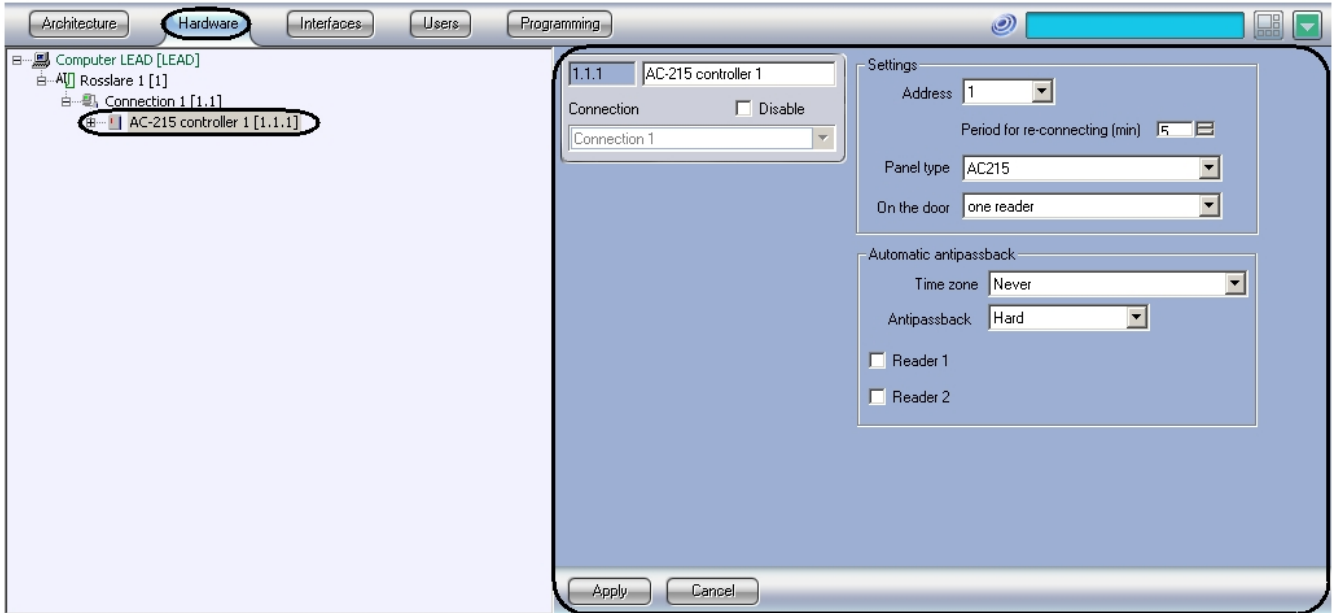 Architecture Hardware Interfaces Users Programming
Computer LEAD [LEAD]
Rosslare 1 [1]
Connection 1 [1.1]
AC-215 controller 1 [1.1.1]
1.1.1 AC-215 controller 1
Connection Disable
Connection 1
Settings
Address 1
Period for re-connecting (min) 5
Panel type AC215
On the door one reader
Automatic antipassback
Time zone Never
Antipassback Hard
Reader 1
Reader 2
Apply Cancel